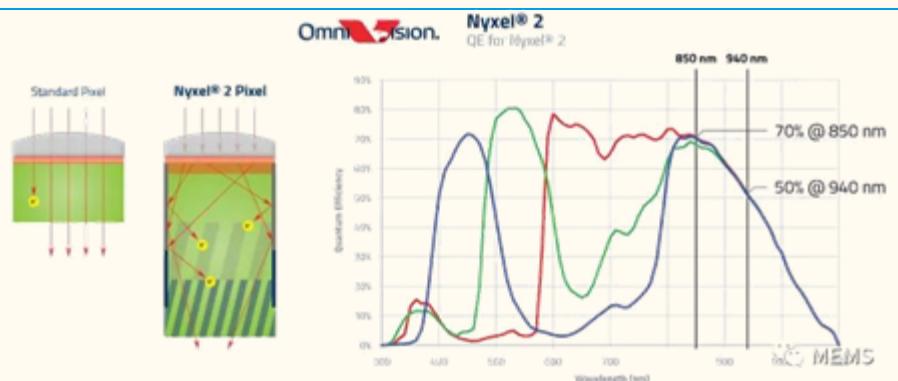 OmniVision.
Nyxel® 2
QE for Nyxel® 2
850 nm 940 nm
Standard Pixel
Nyxel® 2 Pixel
90%
80%
70%
60%
50%
40%
30%
20%
10%
0%
Quantum Efficiency
70% @ 850 nm
50% @ 940 nm
300 400 500 600 700 900
Wavelength (nm)
MEMS